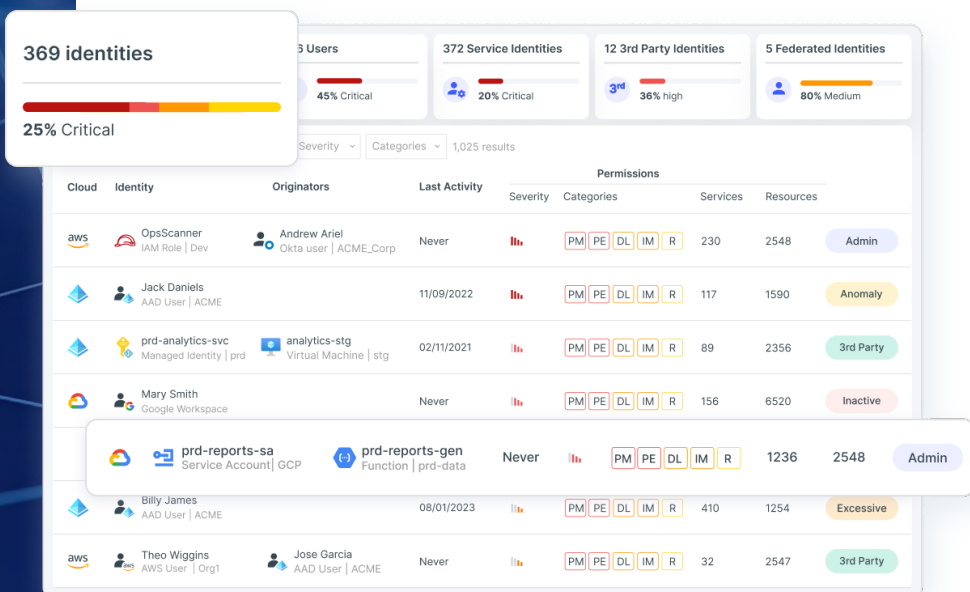 369 identities
25% Critical
Users
45% Critical
372 Service Identities
20% Critical
12 3rd Party Identities
3rd
36% high
5 Federated Identities
80% Medium
Severity
Categories
1,025 results
Permissions
Cloud Identity Originators Last Activity
Severity Categories Services Resources
aws OpsScanner Andrew Ariel Never PM PE DL IM R 230 2548 Admin
IAM Role | Dev Okta user | ACME_Corp
Jack Daniels 11/09/2022 PM PE DL IM R 117 1590 Anomaly
AAD User | ACME
prd-analytics-svc analytics-stg 02/11/2021 PM PE DL IM R 89 2356 3rd Party
Managed Identity | prd Virtual Machine | stg
Mary Smith Never PM PE DL IM R 156 6520 Inactive
Google Workspace
prd-reports-sa prd-reports-gen Never PM PE DL IM R 1236 2548 Admin
Service Account| GCP Function | prd-data
Billy James 08/01/2023 PM PE DL IM R 410 1254 Excessive
AAD User | ACME
aws Theo Wiggins Jose Garcia Never PM PE DL IM R 32 2547 3rd Party
aws AWS User | Org1 AAD User | ACME